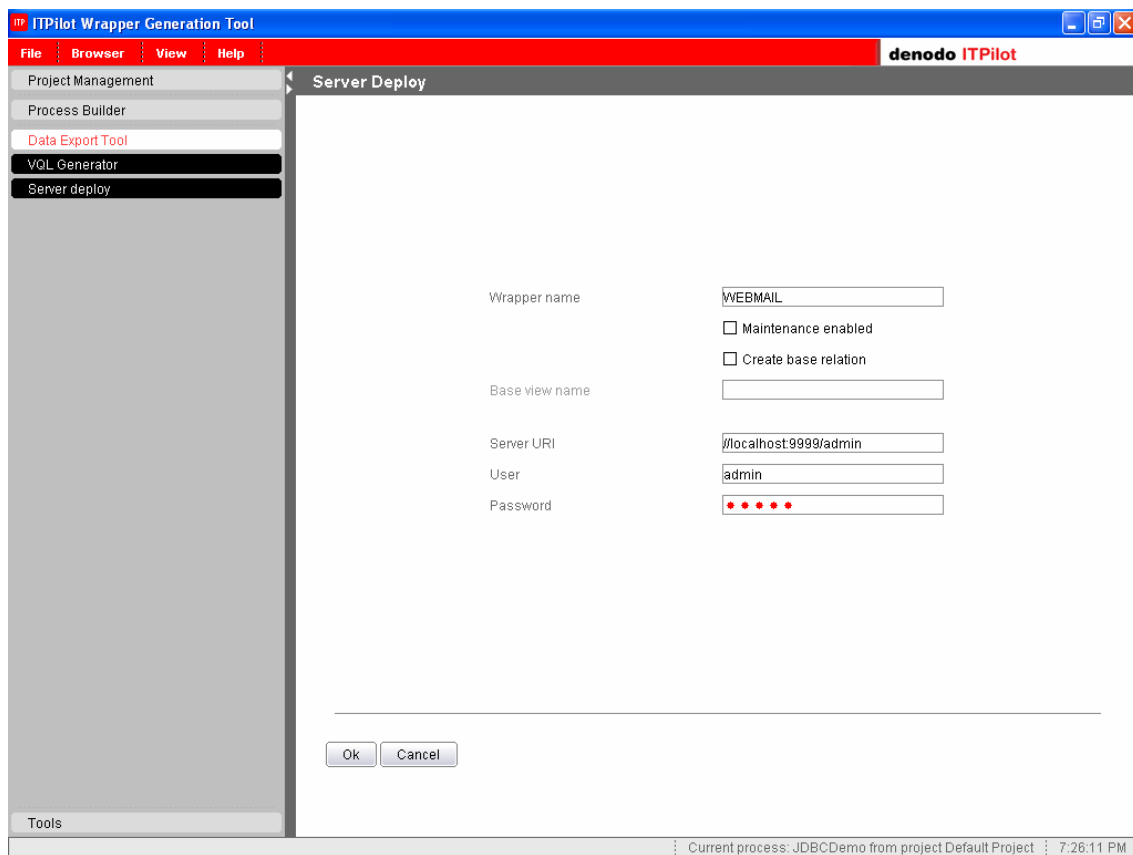 ITP ITPilot Wrapper Generation Tool
File Browser View Help
denodo ITPilot
Project Management
Process Builder
Data Export Tool
VQL Generator
Server deploy
Server Deploy
Wrapper name WEBMAIL
Maintenance enabled
Create base relation
Base view name
Server URI //localhost:9999/admin
User admin
Password
Ok Cancel
Tools
Current process: JDBCDemo from project Default Project 7:26:11 PM